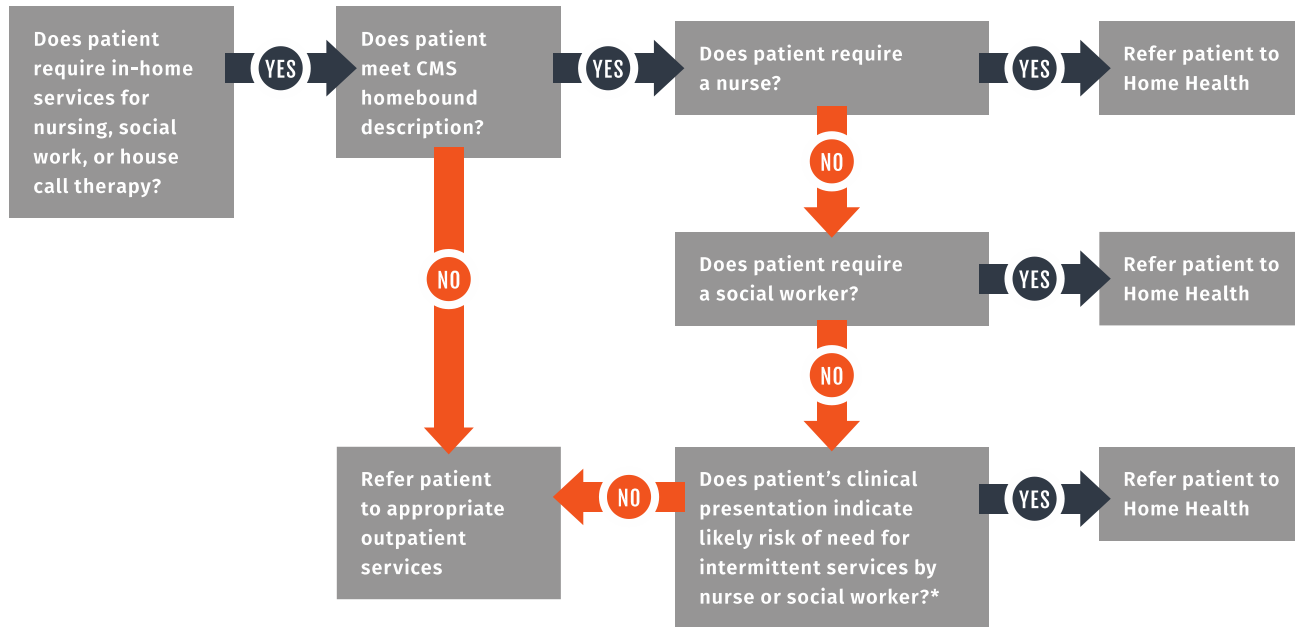 Does patient
require in-home
services for
nursing, social
work, or house
call therapy?
YES
Does patient
meet CMS
homebound
description?
YES
Does patient require
a nurse?
YES
Refer patient to
Home Health
NO
NO
Does patient require
a social worker?
YES
Refer patient to
Home Health
NO
Refer patient
to appropriate
outpatient
services
NO
Does patient’s clinical
presentation indicate
likely risk of need for
intermittent services by
nurse or social worker?*
YES
Refer patient to
Home Health